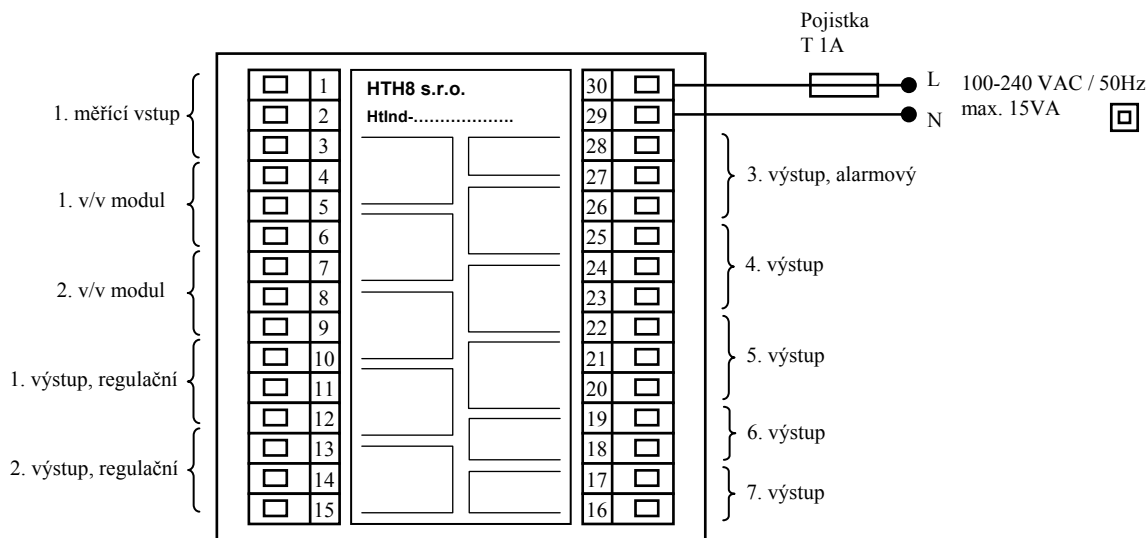 Pojistka
T 1A
L
100-240 VAC / 50Hz
N
max. 15VA
HTH8 s.r.o.
HtInd-...................
1. měřící vstup
1. v/v modul
2. v/v modul
1. výstup, regulační
2. výstup, regulační
1
2
3
4
5
6
7
8
9
10
11
12
13
14
15
30
29
28
27
26
25
24
23
22
21
20
19
18
17
16
3. výstup, alarmový
4. výstup
5. výstup
6. výstup
7. výstup